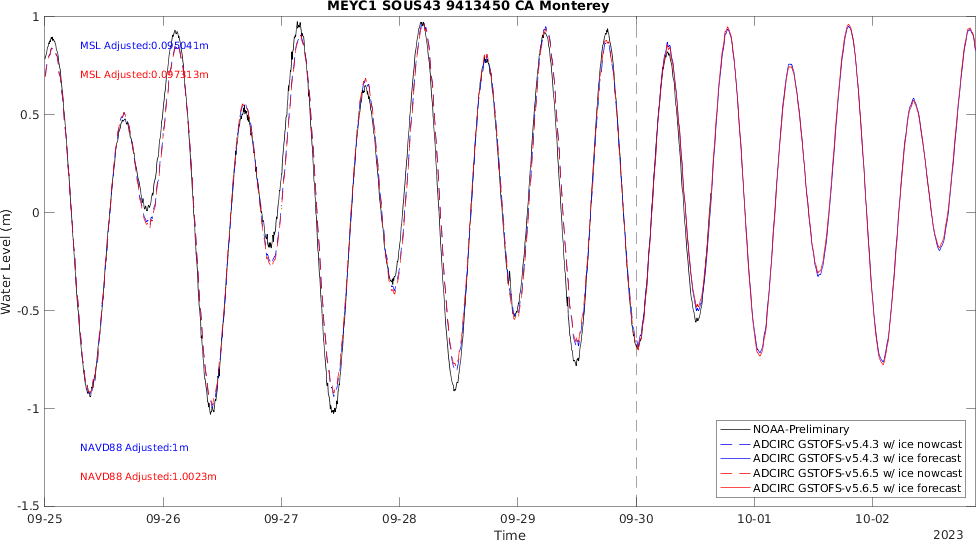 MEYC1 SOUS43 9413450 CA Monterey
1
0.5
0
-0.5
-1
-1.5
Water Level (m)
MSL Adjusted:0.095041m
MSL Adjusted:0.097313m
NAVD88 Adjusted:1m
NAVD88 Adjusted:1.0023m
NOAA-Preliminary
ADCIRC GSTOFS-v5.4.3 w/ ice nowcast
ADCIRC GSTOFS-v5.4.3 w/ ice forecast
ADCIRC GSTOFS-v5.6.5 w/ ice nowcast
ADCIRC GSTOFS-v5.6.5 w/ ice forecast
09-25 09-26 09-27 09-28 09-29 09-30 10-01 10-02
Time
2023